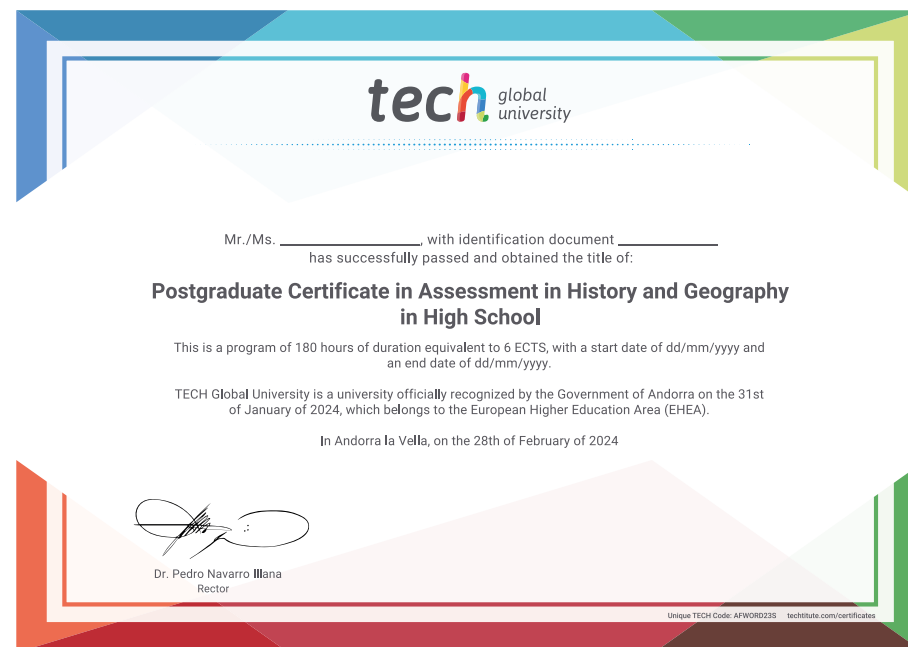 tech global university
Mr./Ms. ____________________, with identification document ______________
has successfully passed and obtained the title of:
Postgraduate Certificate in Assessment in History and Geography
in High School
This is a program of 180 hours of duration equivalent to 6 ECTS, with a start date of dd/mm/yyyy and
an end date of dd/mm/yyyy.
TECH Global University is a university officially recognized by the Government of Andorra on the 31st
of January of 2024, which belongs to the European Higher Education Area (EHEA).
In Andorra la Vella, on the 28th of February of 2024
Dr. Pedro Navarro Illana
Rector
Unique TECH Code: AFWORD23S techtitute.com/certificates